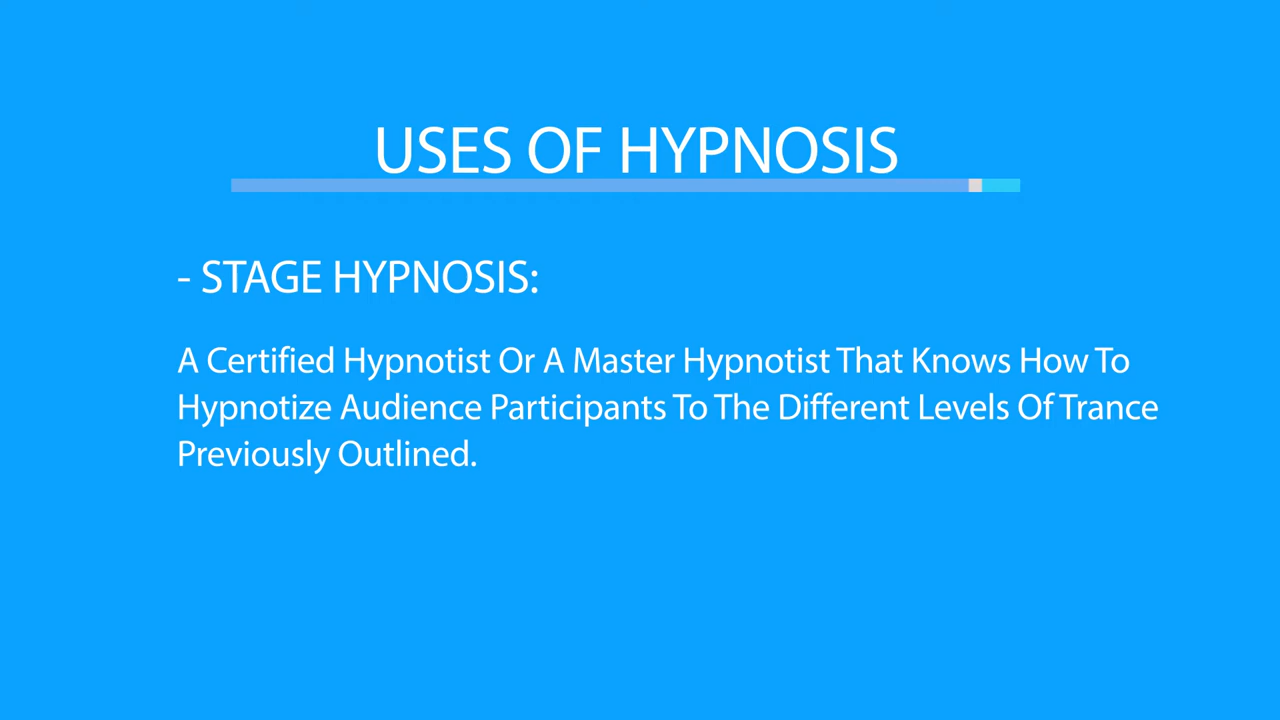 USES OF HYPNOSIS
- STAGE HYPNOSIS:
A Certified Hypnotist Or A Master Hypnotist That Knows How To
Hypnotize Audience Participants To The Different Levels Of Trance
Previously Outlined.